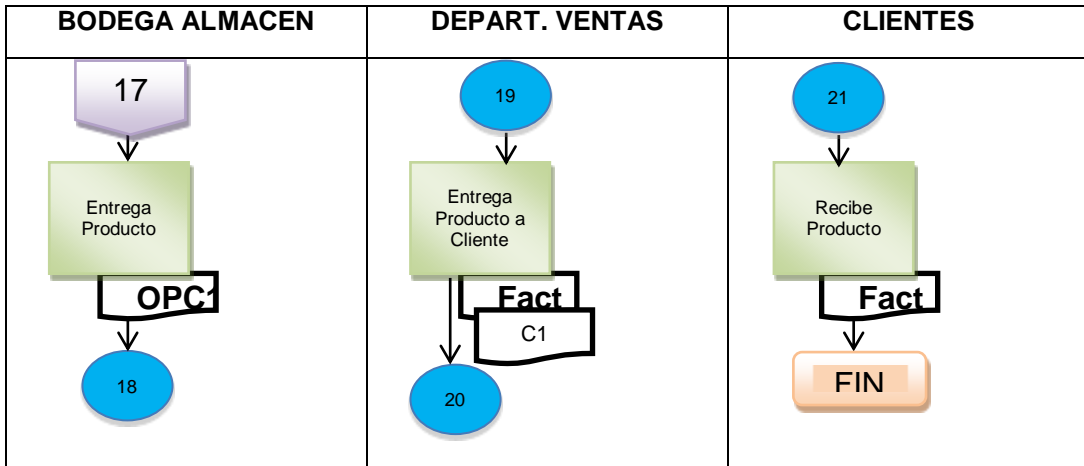 BODEGA ALMACEN
DEPART. VENTAS
CLIENTES
17
Entrega
Producto
OPC1
18
19
Entrega
Producto a
Cliente
Fact
C1
20
21
Recibe
Producto
Fact
FIN